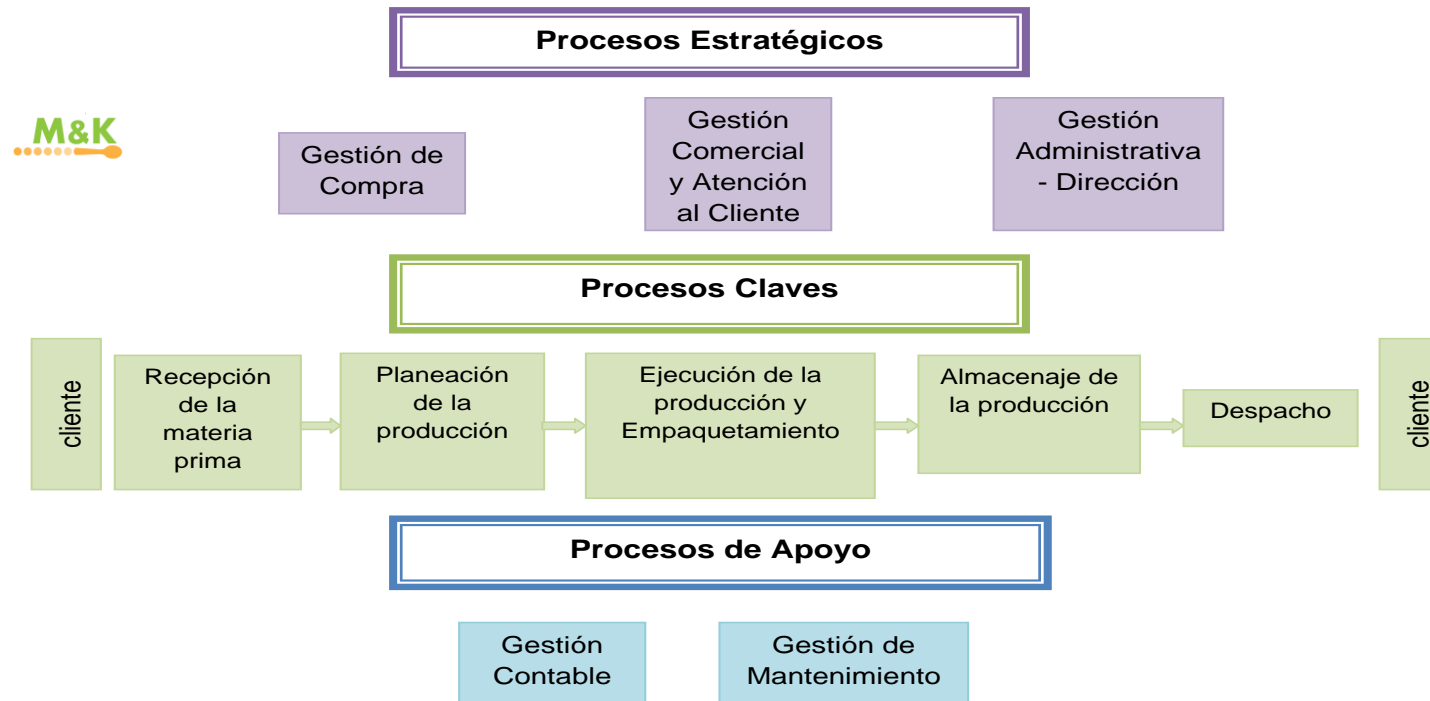 Procesos Estratégicos
M&K
Gestión de
Compra
Gestión
Comercial
y Atención
al Cliente
Gestión
Administrativa
- Dirección
Procesos Claves
cliente
Recepción
de la
materia
prima
Planeación
de la
producción
Ejecución de la
producción y
Empaquetamiento
Almacenaje de
la producción
Despacho
cliente
Procesos de Apoyo
Gestión
Contable
Gestión de
Mantenimiento